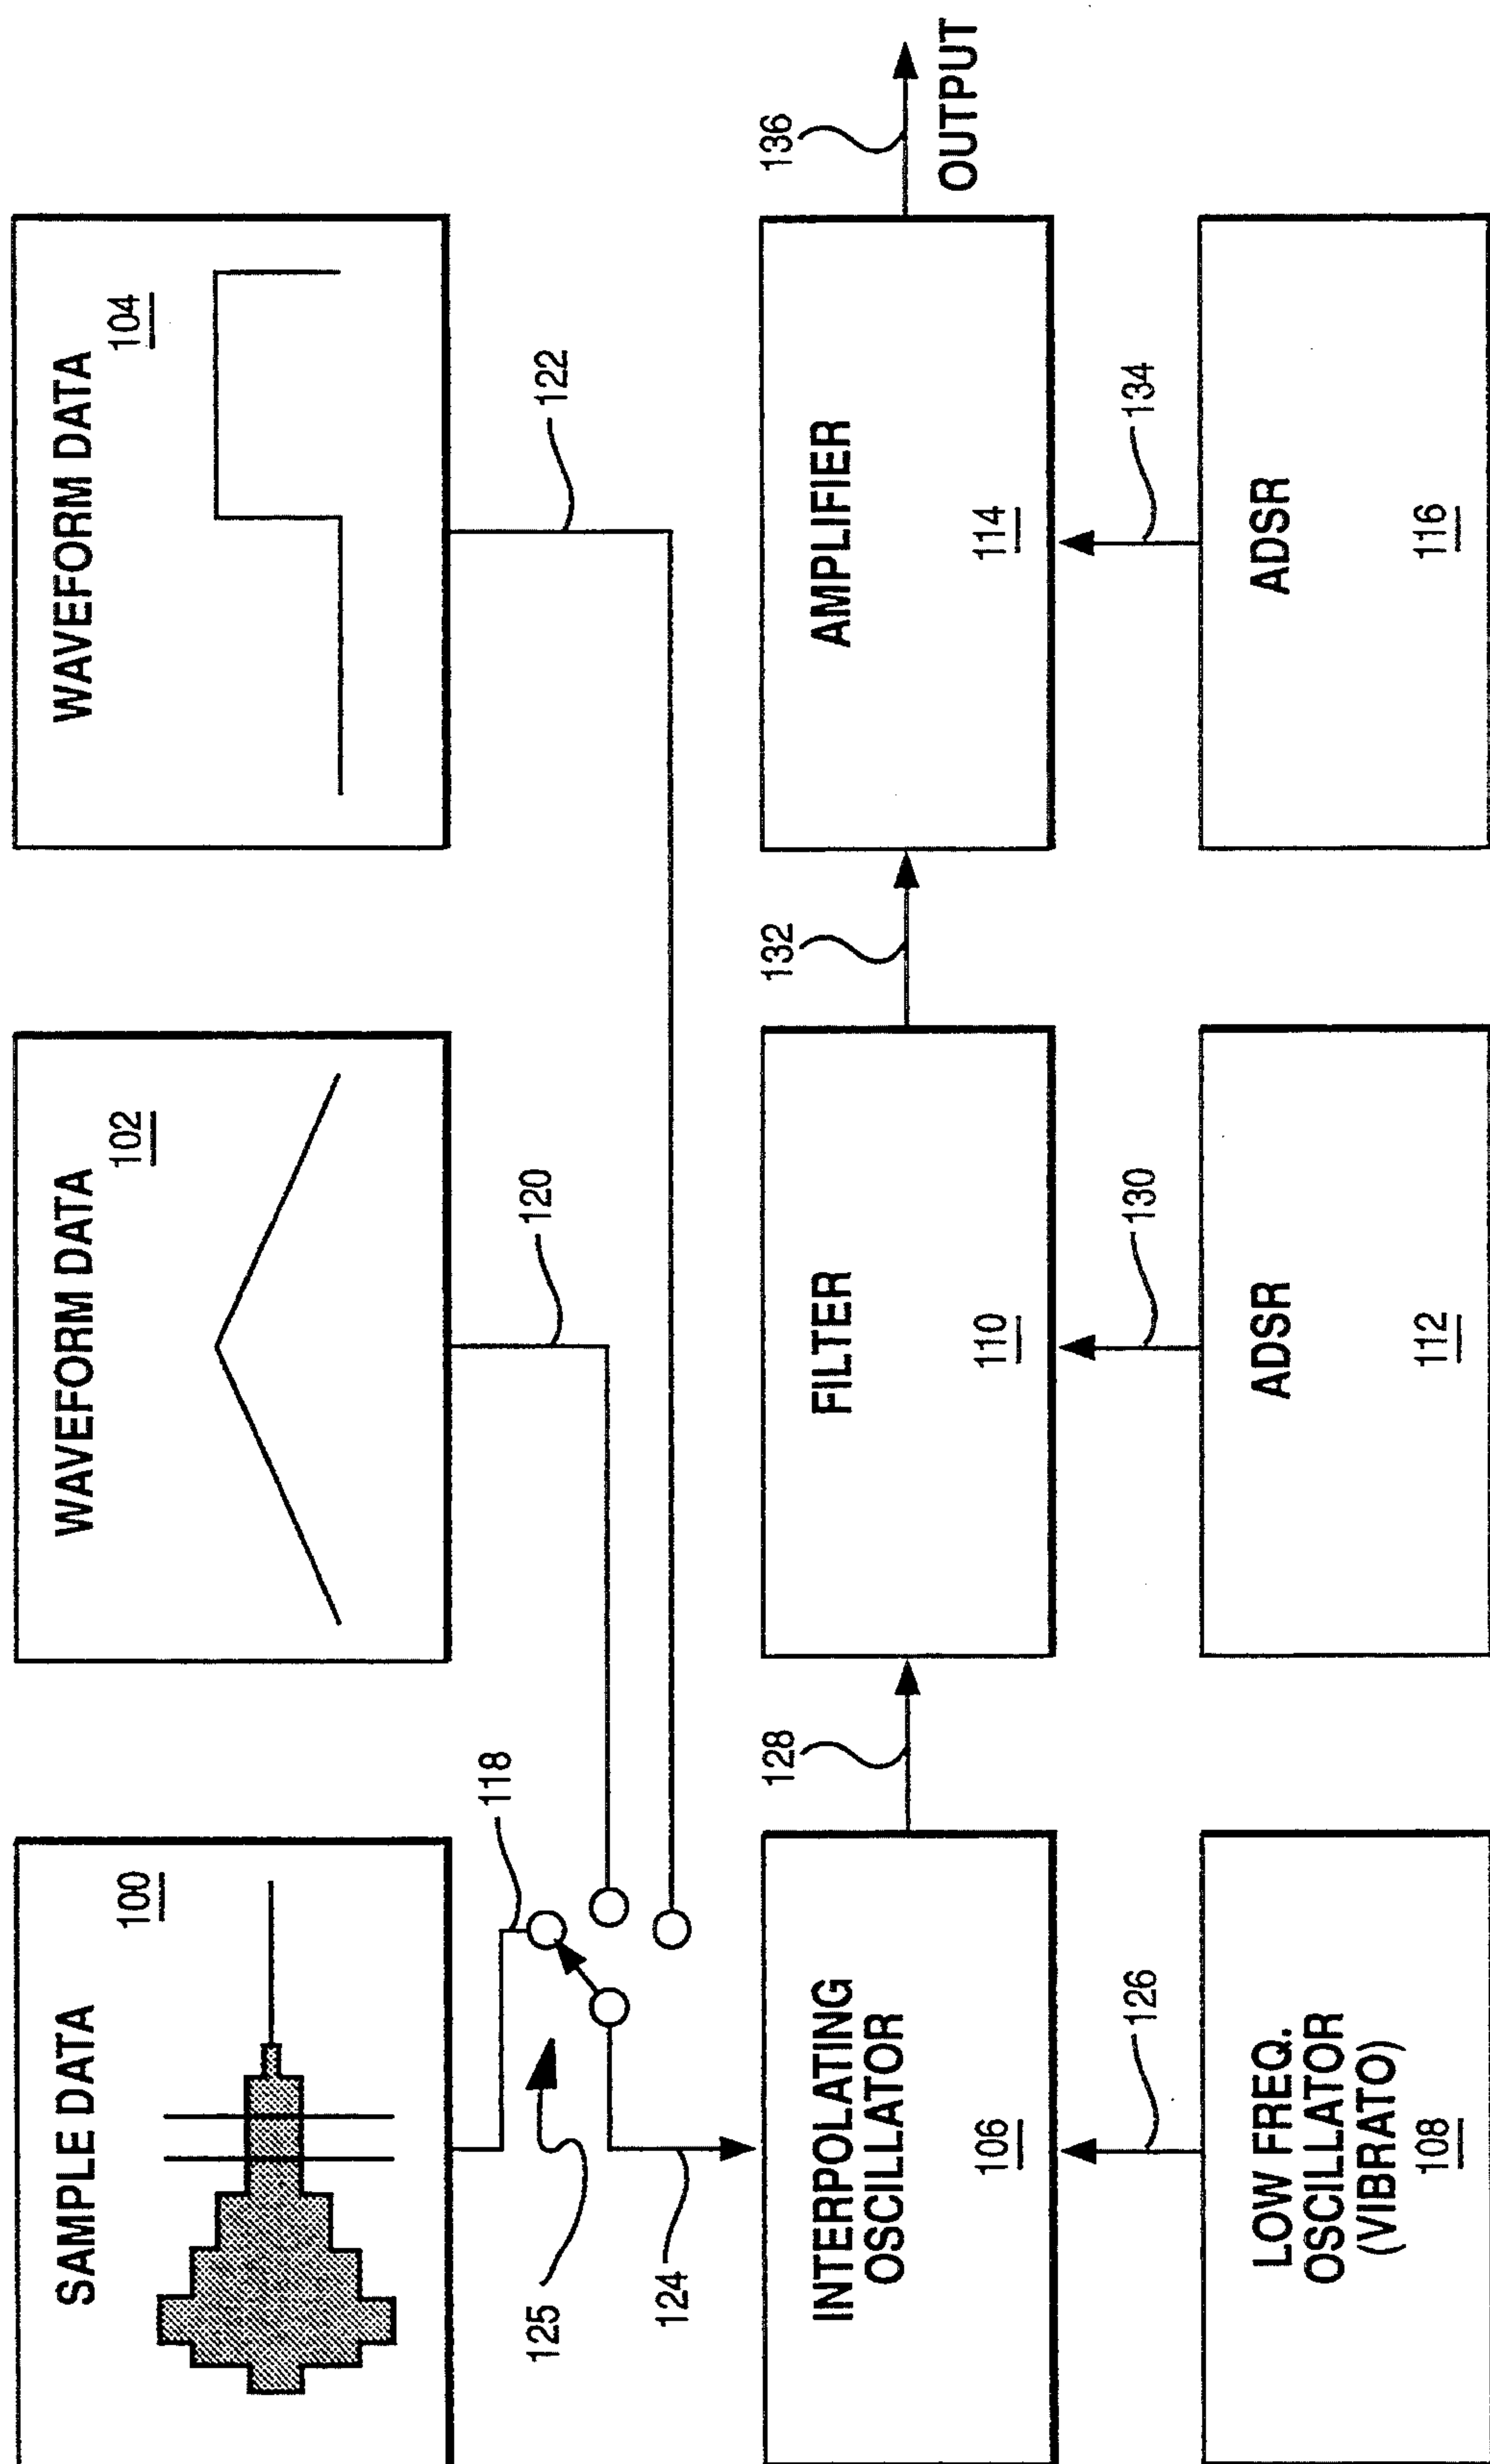 SAMPLE DATA
100
WAVEFORM DATA
102
WAVEFORM DATA
104
118
120
122
125
124
INTERPOLATING
OSCILLATOR
106
128
FILTER
110
132
AMPLIFIER
114
136
OUTPUT
126
130
134
LOW FREQ.
OSCILLATOR
(VIBRATO)
108
ADSR
112
ADSR
116